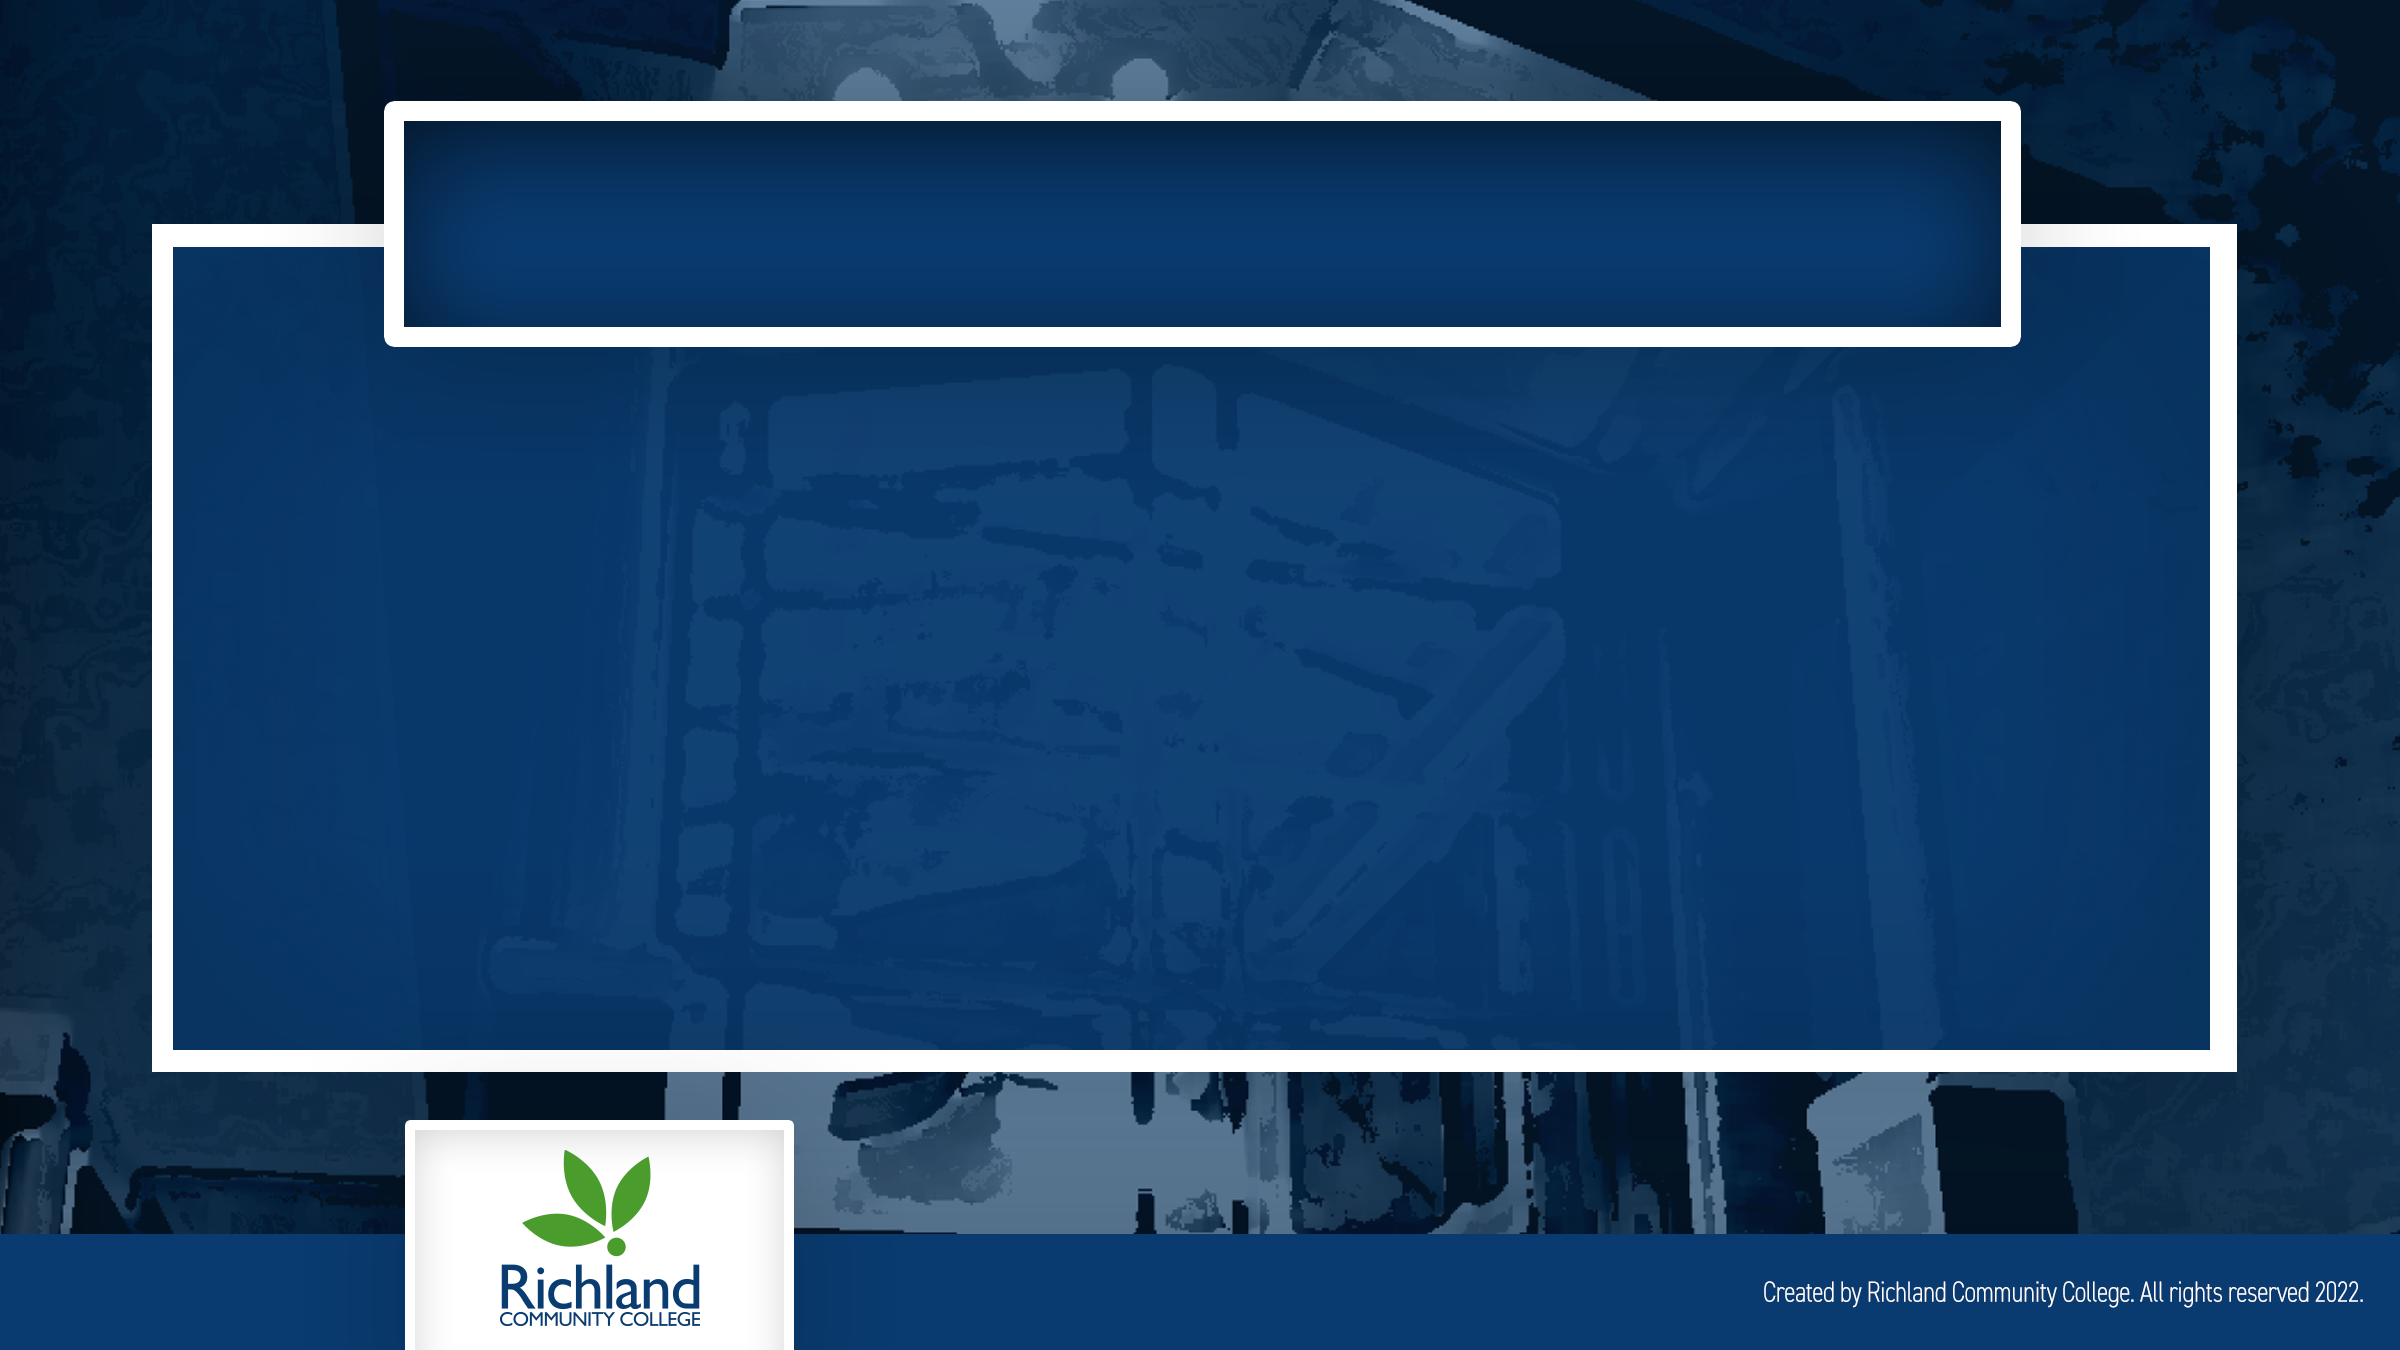 Richland
COMMUNITY COLLEGE
Created by Richland Community College. All rights reserved 2022.